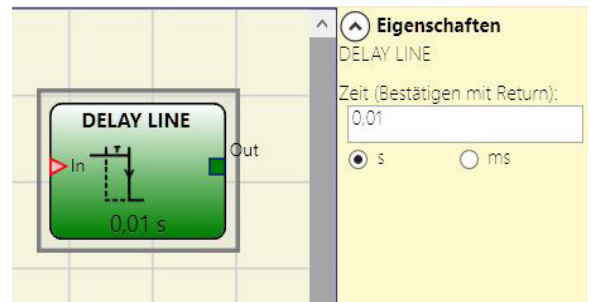 DELAY LINE
In
T
Out
0,01 s
Eigenschaften
DELAY LINE
Zeit (Bestätigen mit Return):
0,01
s
ms